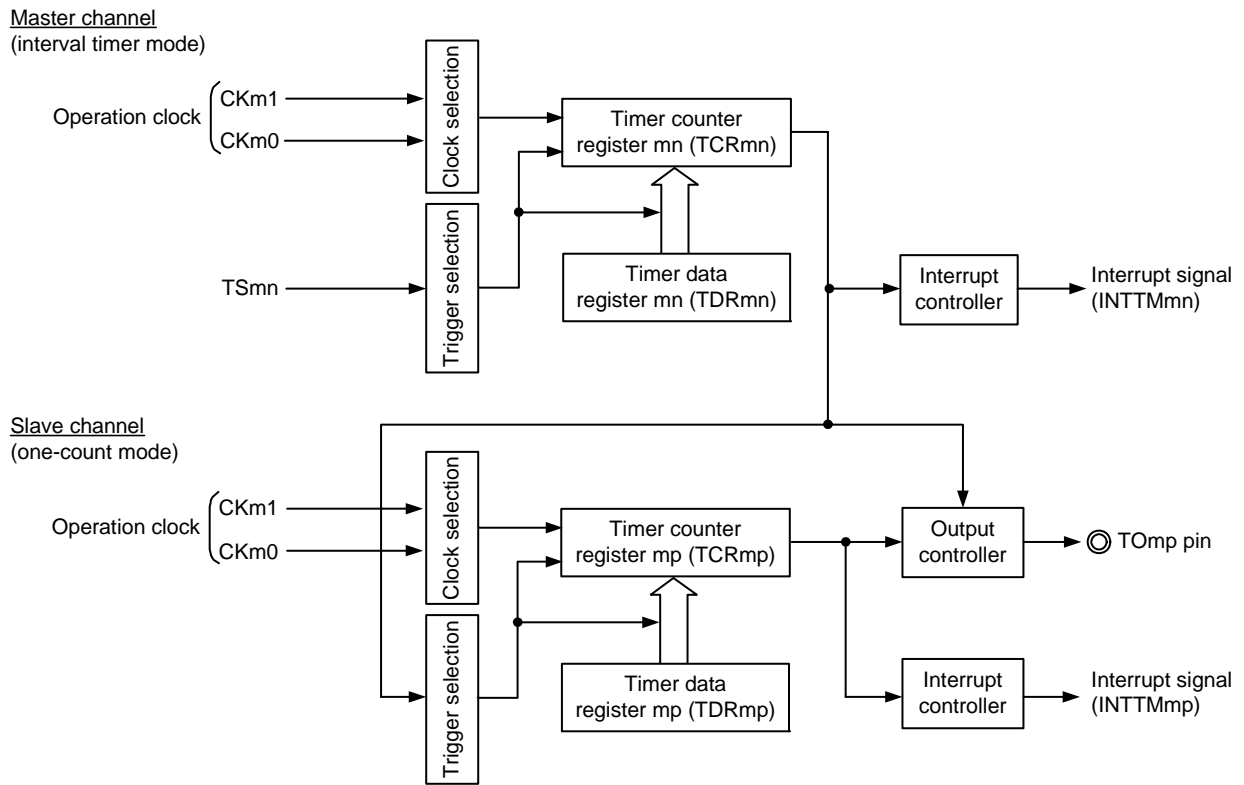 Master channel
(interval timer mode)
Operation clock
CKm1
CKm0
Clock selection
Timer counter
register mn (TCRmn)
TSmn
Trigger selection
Timer data
register mn (TDRmn)
Interrupt
controller
Interrupt signal
(INTTMmn)
Slave channel
(one-count mode)
Operation clock
CKm1
CKm0
Clock selection
Timer counter
register mp (TCRmp)
Output
controller
TOmp pin
Trigger selection
Timer data
register mp (TDRmp)
Interrupt
controller
Interrupt signal
(INTTMmp)